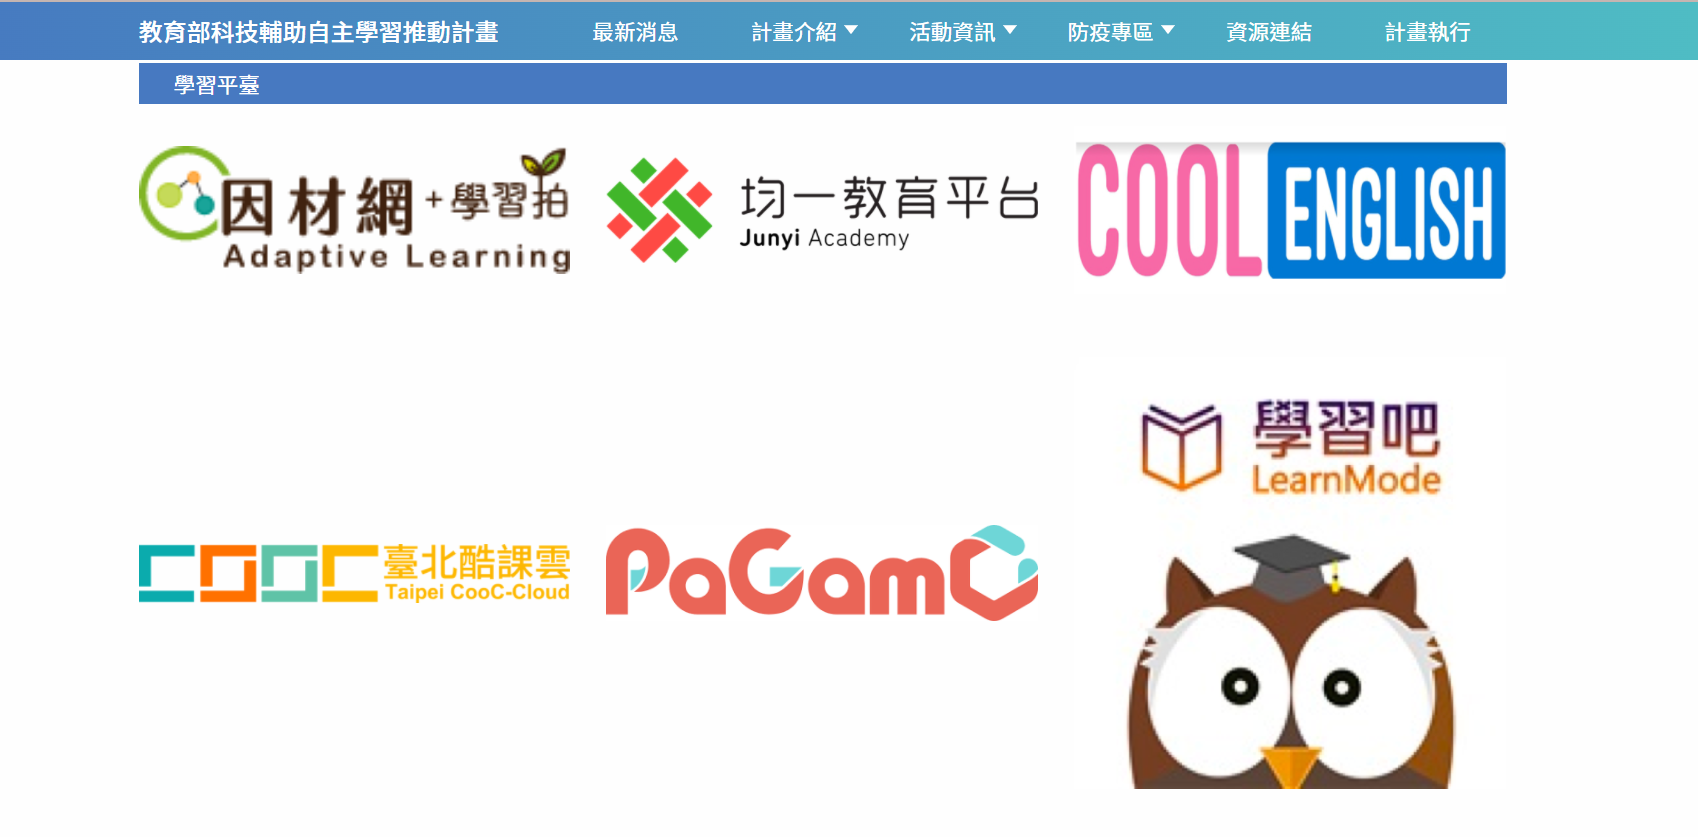 教育部科技輔助自主學習推動計畫 最新消息 計畫介紹 活動資訊 防疫專區 資源連結 計畫執行
學習平臺
因材網+學習拍
Adaptive Learning
均一教育平台
Junyi Academy
COOL ENGLISH
COOC 臺北酷課雲
Taipei CooC-Cloud
PaGamO
學習吧
LearnMode